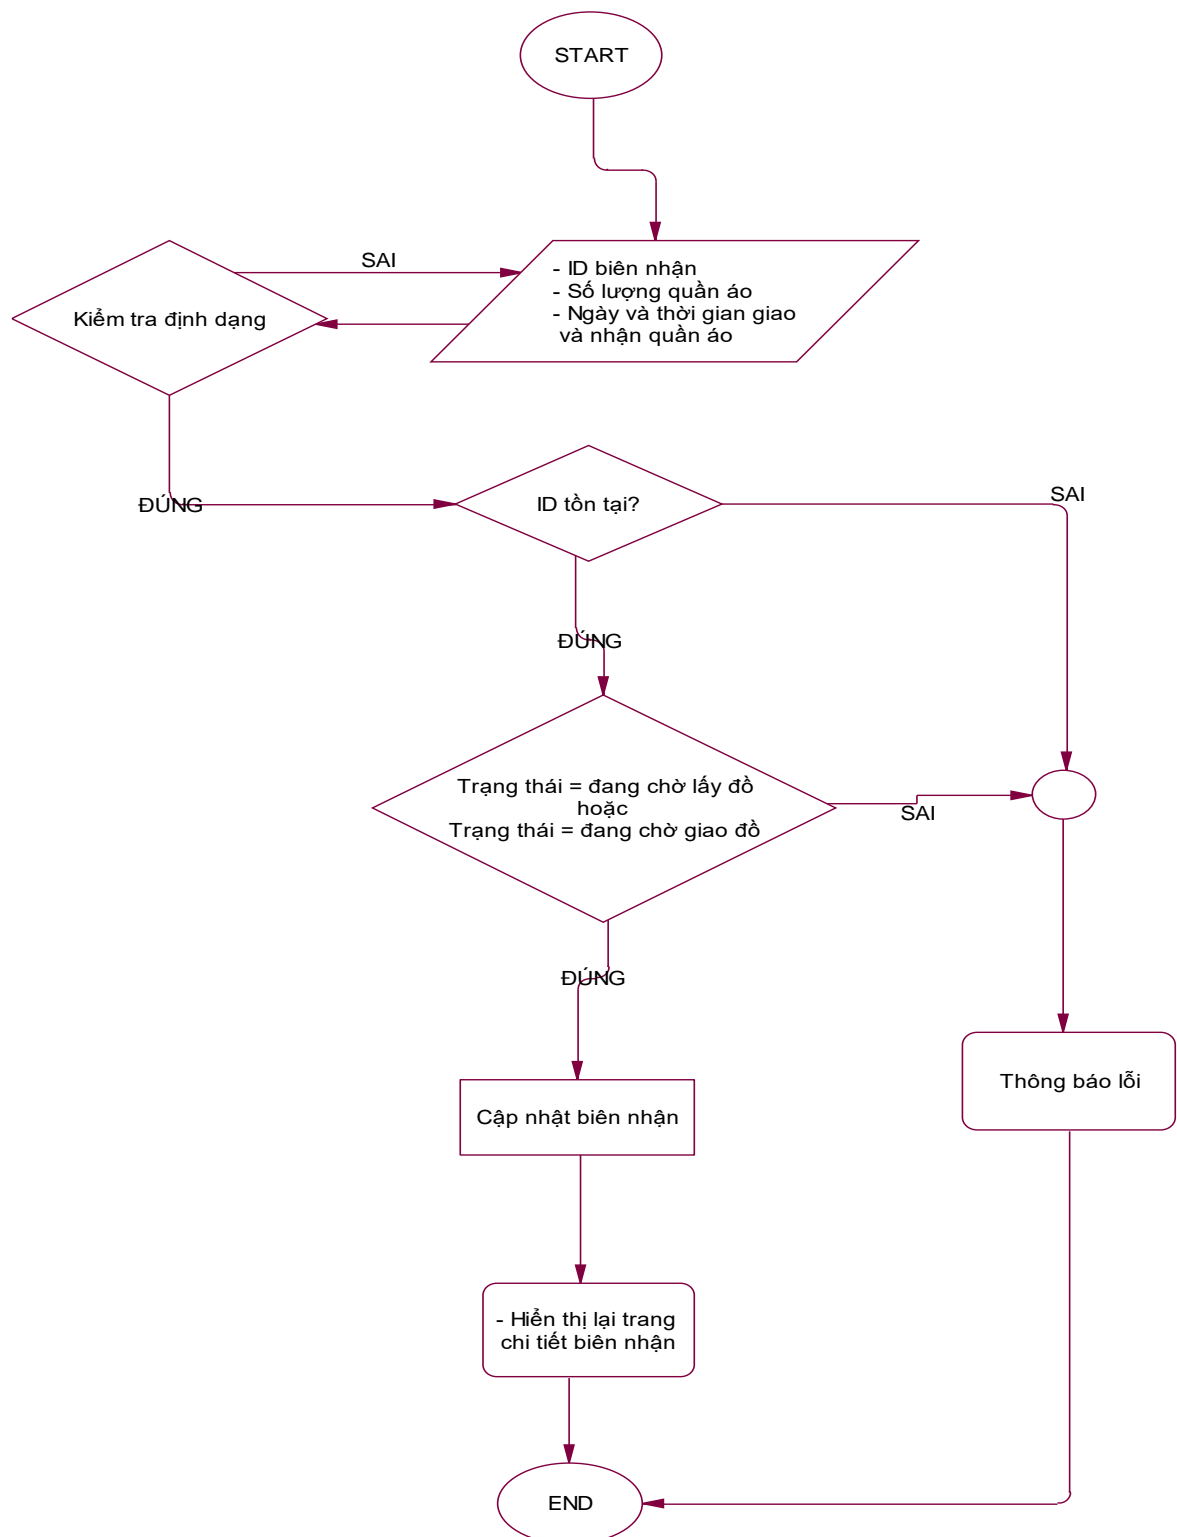 START
SAI
- ID biên nhận
- Số lượng quần áo
- Ngày và thời gian giao
và nhận quần áo
Kiểm tra định dạng
ĐÚNG
ID tồn tại?
SAI
ĐÚNG
Trạng thái = đang chờ lấy đồ
hoặc
Trạng thái = đang chờ giao đồ
SAI
ĐÚNG
Cập nhật biên nhận
Thông báo lỗi
- Hiển thị lại trang
chi tiết biên nhận
END